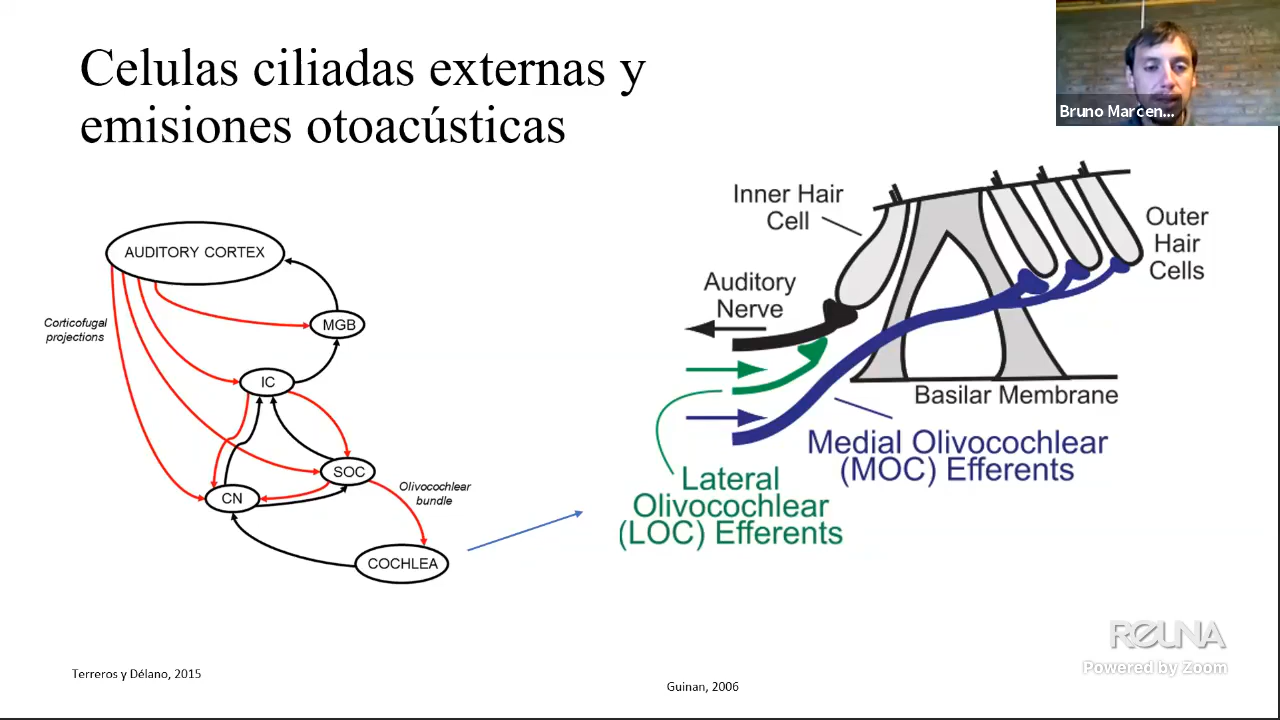 Celulas ciliadas externas y
emisiones otoacústicas
Bruno Marcen...
AUDITORY CORTEX
Corticofugal
projections
MGB
IC
SOC
CN
Olivocochlear
bundle
COCHLEA
Inner Hair
Cell
Outer
Hair
Cells
Auditory
Nerve
Basilar Membrane
Medial Olivocochlear
(MOC) Efferents
Lateral
Olivocochlear
(LOC) Efferents
REUNA
Powered by Zoom
Terreros y Délano, 2015
Guinan, 2006